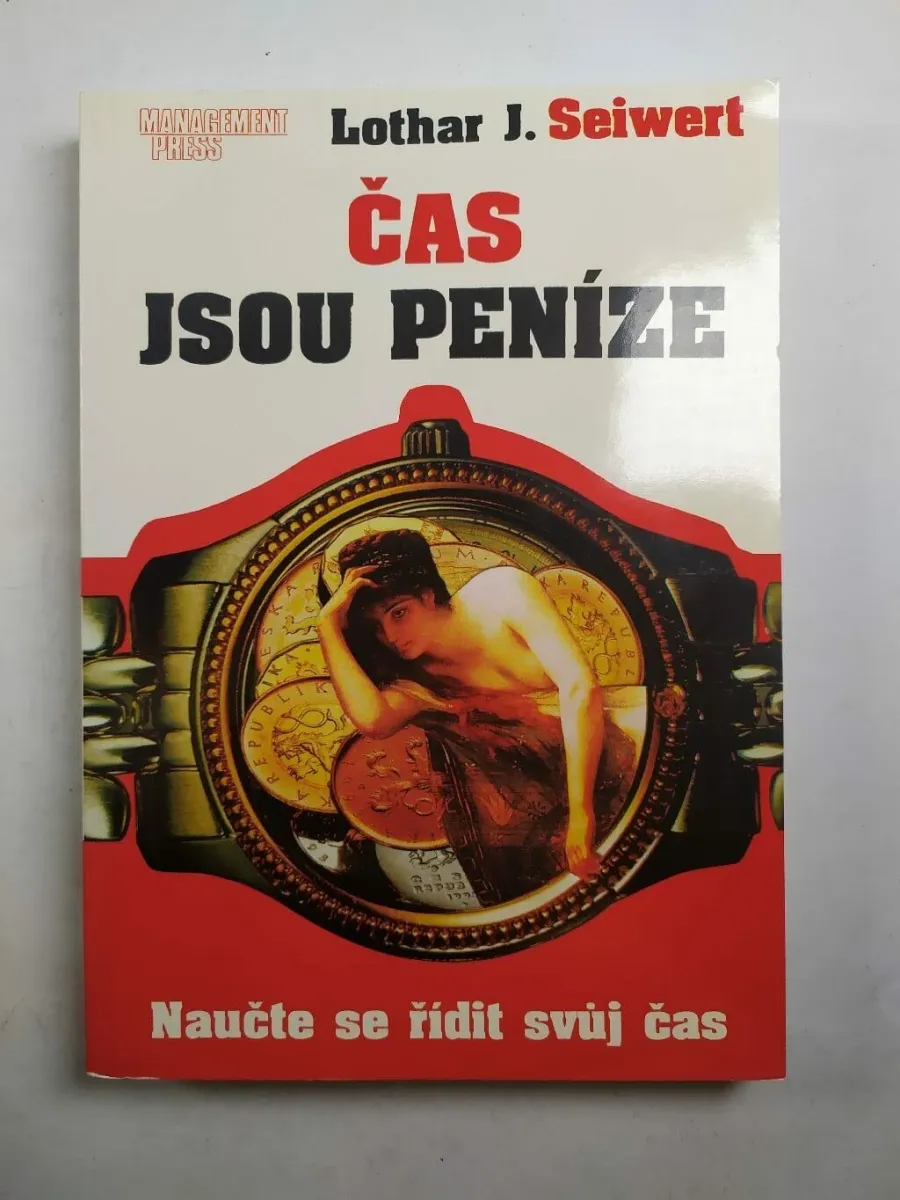 MANAGEMENT
PRESS
Lothar J. Seiwert
ČAS
JSOU PENÍZE
Naučte se řídit svůj čas